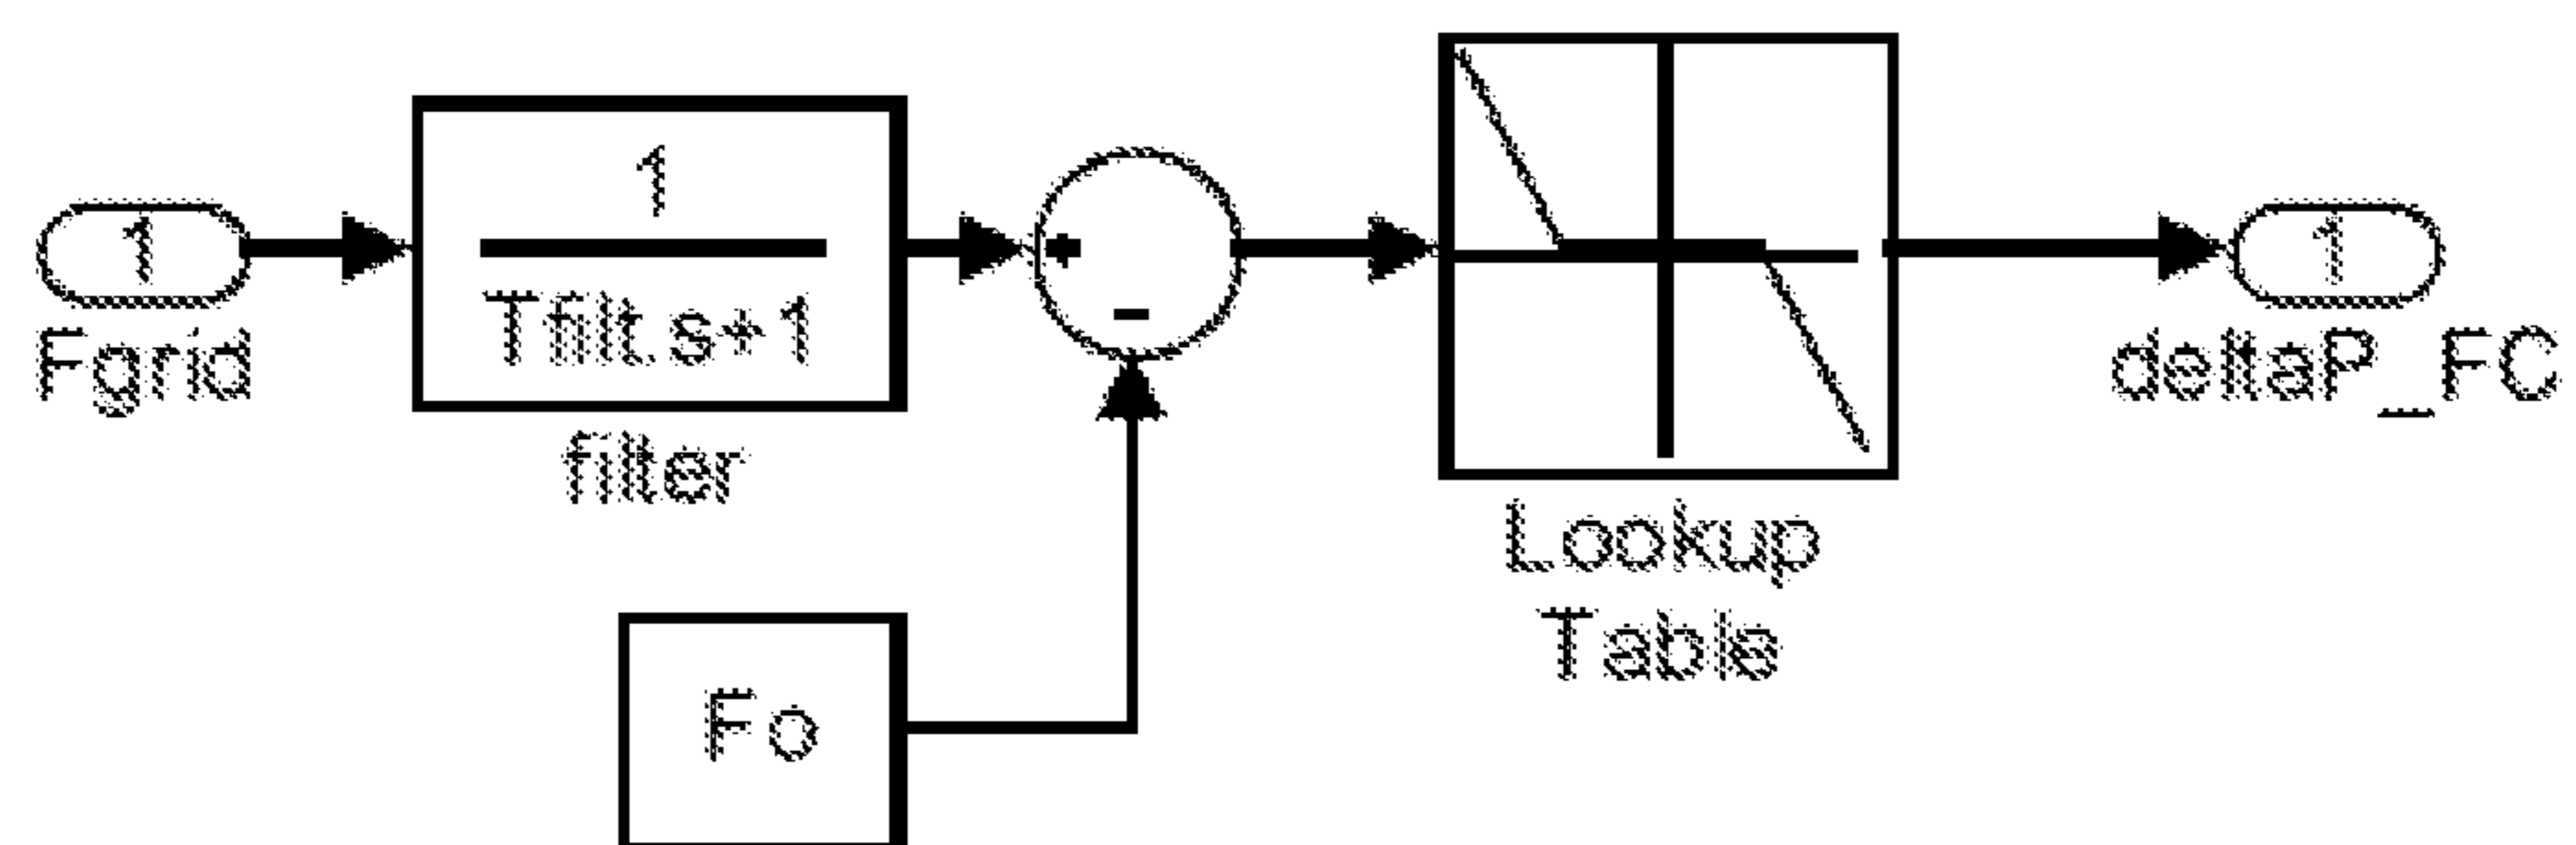 1
Fgrid
1
Tfilt.s+1
filter
+
-
Fo
Lookup
Table
1
deltaP_FC